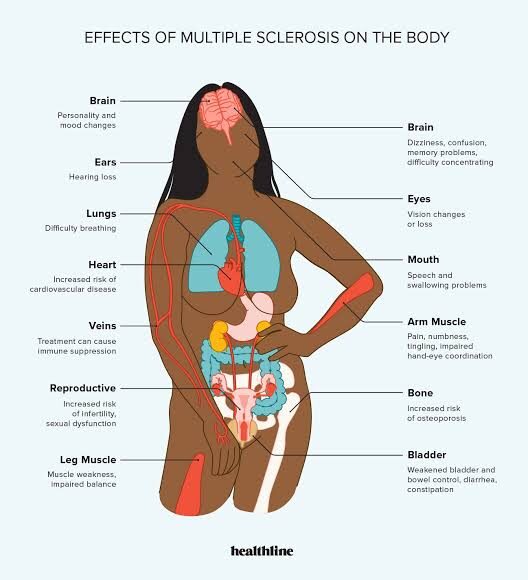 EFFECTS OF MULTIPLE SCLEROSIS ON THE BODY
Brain
Personality and
mood changes
Ears
Hearing loss
Lungs
Difficulty breathing
Heart
Increased risk of
cardiovascular disease
Veins
Treatment can cause
immune suppression
Reproductive
Increased risk
of infertility,
sexual dysfunction
Leg Muscle
Muscle weakness,
impaired balance
Brain
Dizziness, confusion,
memory problems,
difficulty concentrating
Eyes
Vision changes
or loss
Mouth
Speech and
swallowing problems
Arm Muscle
Pain, numbness,
tingling, impaired
hand-eye coordination
Bone
Increased risk
of osteoporosis
Bladder
Weakened bladder and
bowel control, diarrhea,
constipation
healthline